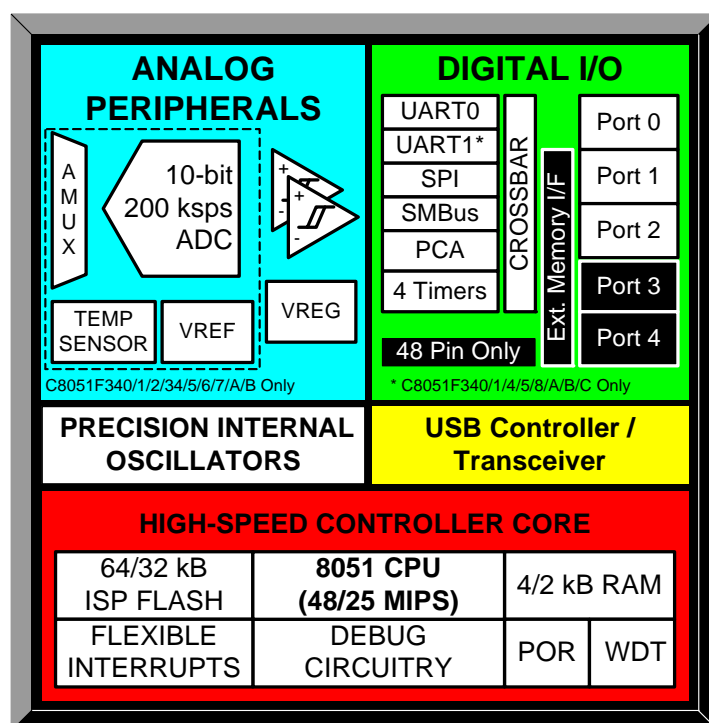 ANALOG
PERIPHERALS
A
M
U
X
10-bit
200 ksps
ADC
+
-
+
-
TEMP
SENSOR
VREF
VREG
C8051F340/1/2/34/5/6/7/A/B Only
DIGITAL I/O
UART0
UART1*
SPI
SMBus
PCA
4 Timers
CROSSBAR
Ext. Memory I/F
Port 0
Port 1
Port 2
Port 3
Port 4
48 Pin Only
* C8051F340/1/4/5/8/A/B/C Only
PRECISION INTERNAL
OSCILLATORS
USB Controller /
Transceiver
HIGH-SPEED CONTROLLER CORE
64/32 kB
ISP FLASH
8051 CPU
(48/25 MIPS)
4/2 kB RAM
FLEXIBLE
INTERRUPTS
DEBUG
CIRCUITRY
POR
WDT